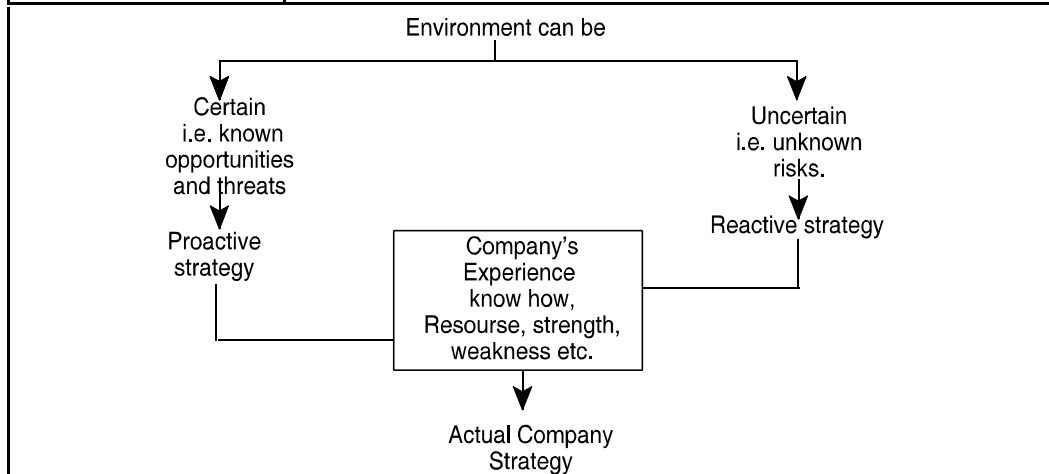 Environment can be
Certain
i.e. known
opportunities
and threats
Uncertain
i.e. unknown
risks.
Proactive
strategy
Reactive strategy
Company's
Experience
know how,
Resourse, strength,
weakness etc.
Actual Company
Strategy